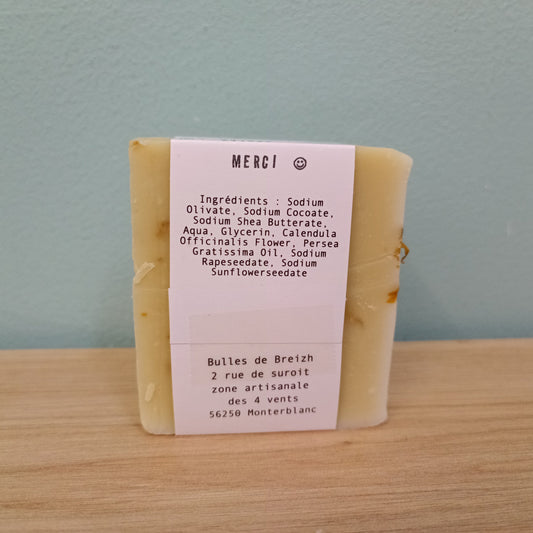 MERCI ☺
Ingrédients : Sodium
Olivate, Sodium Cocoate,
Sodium Shea Butterate,
Aqua, Glycerin, Calendula
Officinalis Flower, Persea
Gratissima Oil, Sodium
Rapeseedate, Sodium
Sunflowerseedate
Bulles de Breizh
2 rue de suroit
zone artisanale
des 4 vents
56250 Monterblanc